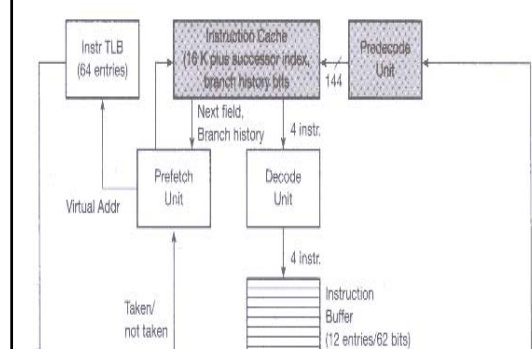 Instr TLB
(64 entries)
Instruction Cache
(16 K plus successor index,
branch history bits
Predecode
Unit
144
Next field,
Branch history
4 instr.
Prefetch
Unit
Decode
Unit
Virtual Addr
4 instr.
Taken/
not taken
Instruction
Buffer
(12 entries/62 bits)